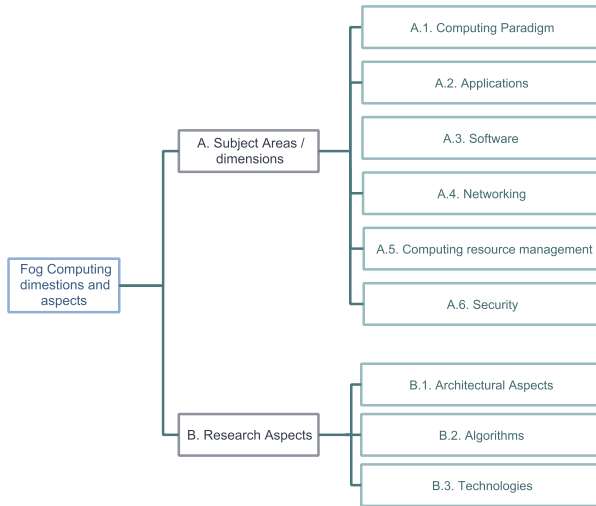 Fog Computing
dimestions and
aspects
A. Subject Areas /
dimensions
A.1. Computing Paradigm
A.2. Applications
A.3. Software
A.4. Networking
A.5. Computing resource management
A.6. Security
B. Research Aspects
B.1. Architectural Aspects
B.2. Algorithms
B.3. Technologies